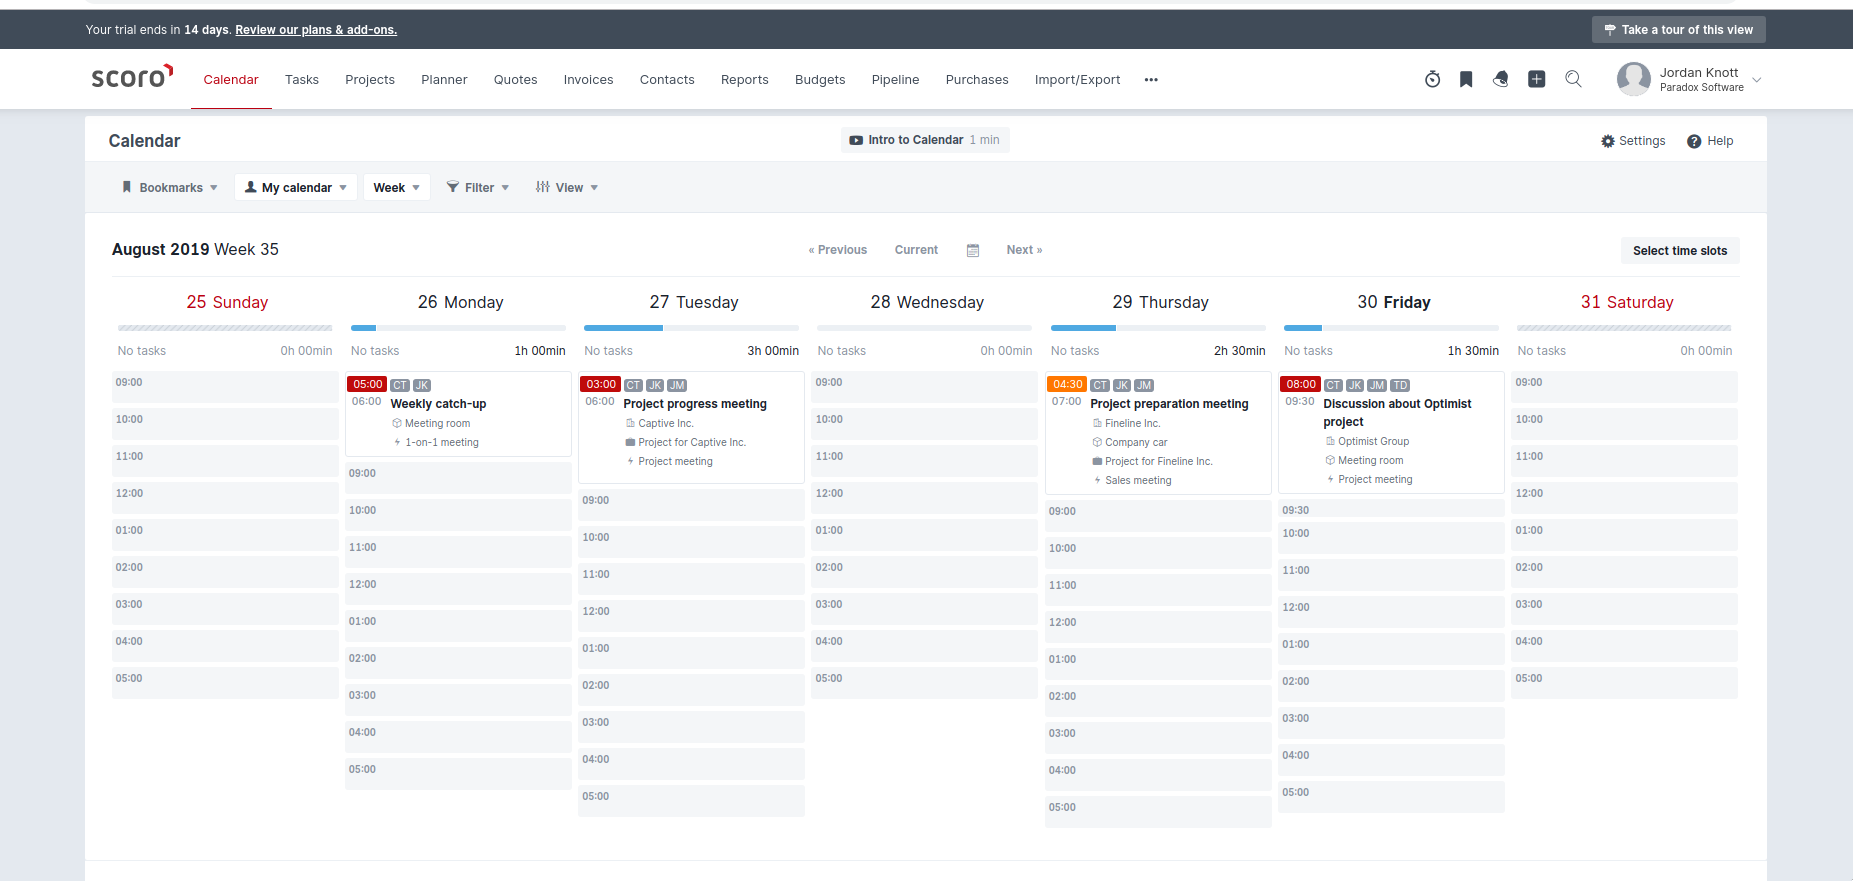 Your trial ends in 14 days. Review our plans & add-ons.
Take a tour of this view
scoro
Calendar Tasks Projects Planner Quotes Invoices Contacts Reports Budgets Pipeline Purchases Import/Export •••
Jordan Knott
Paradox Software
Calendar
Intro to Calendar 1 min
Settings
Help
Bookmarks My calendar Week Filter View
August 2019 Week 35
« Previous Current Next »
Select time slots
25 Sunday
No tasks 0h 00min
09:00
10:00
11:00
12:00
01:00
02:00
03:00
04:00
05:00
26 Monday
No tasks 1h 00min
05:00 CT JK
06:00 Weekly catch-up
Meeting room
1-on-1 meeting
09:00
10:00
11:00
12:00
01:00
02:00
03:00
04:00
05:00
27 Tuesday
No tasks 3h 00min
03:00 CT JK JM
06:00 Project progress meeting
Captive Inc.
Project for Captive Inc.
Project meeting
09:00
10:00
11:00
12:00
01:00
02:00
03:00
04:00
05:00
28 Wednesday
No tasks 0h 00min
09:00
10:00
11:00
12:00
01:00
02:00
03:00
04:00
05:00
29 Thursday
No tasks 2h 30min
04:30 CT JK JM
07:00 Project preparation meeting
Fineline Inc.
Company car
Project for Fineline Inc.
Sales meeting
09:00
10:00
11:00
12:00
01:00
02:00
03:00
04:00
05:00
30 Friday
No tasks 1h 30min
08:00 CT JK JM TD
09:30 Discussion about Optimist
project
Optimist Group
Meeting room
Project meeting
09:30
10:00
11:00
12:00
01:00
02:00
03:00
04:00
05:00
31 Saturday
No tasks 0h 00min
09:00
10:00
11:00
12:00
01:00
02:00
03:00
04:00
05:00